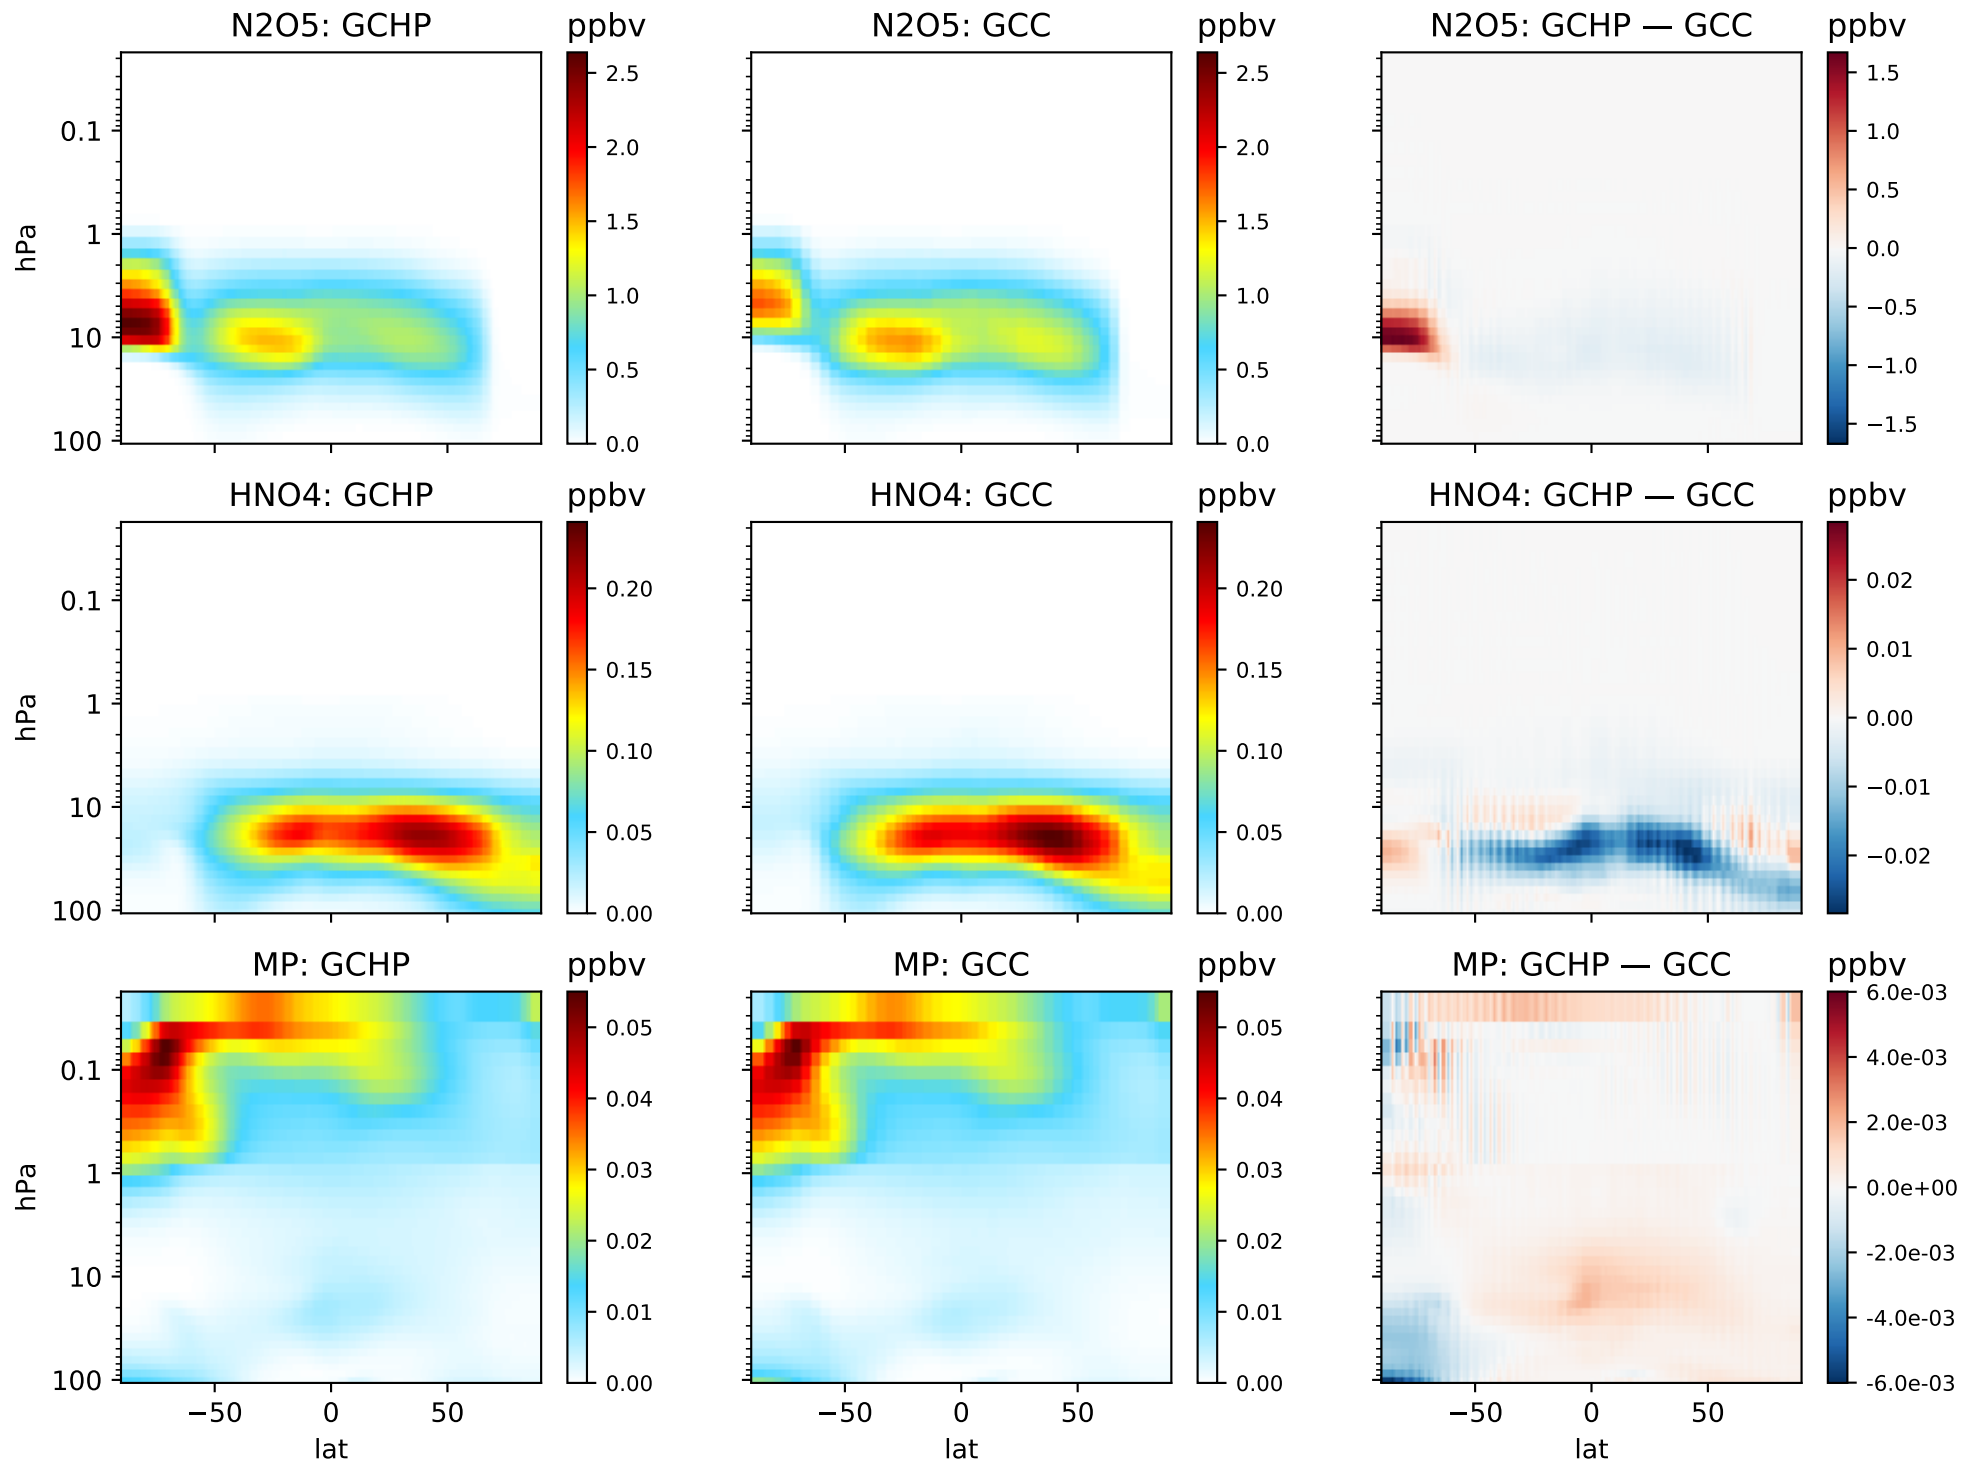 N2O5: GCHP ppbv N2O5: GCC ppbv N2O5: GCHP — GCC ppbv
2.5 2.5 1.5
0.1 2.0 2.0 1.0
0.5
hPa 1 1.5 1.5 0.0
1.0 1.0
10 −0.5
0.5 0.5 −1.0
100 0.0 0.0 −1.5
HNO4: GCHP ppbv HNO4: GCC ppbv HNO4: GCHP — GCC ppbv
0.1 0.20 0.20 0.02
0.15 0.15 0.01
hPa 1 0.00
0.10 0.10
10 −0.01
0.05 0.05 −0.02
100 0.00 0.00
MP: GCHP ppbv MP: GCC ppbv MP: GCHP — GCC ppbv
6.0e-03
0.05 0.05
0.1 4.0e-03
0.04 0.04 2.0e-03
hPa 1 0.03 0.03 0.0e+00
0.02 0.02 -2.0e-03
10 0.01 0.01 -4.0e-03
100 0.00 0.00 -6.0e-03
−50 0 50 −50 0 50 −50 0 50
lat lat lat